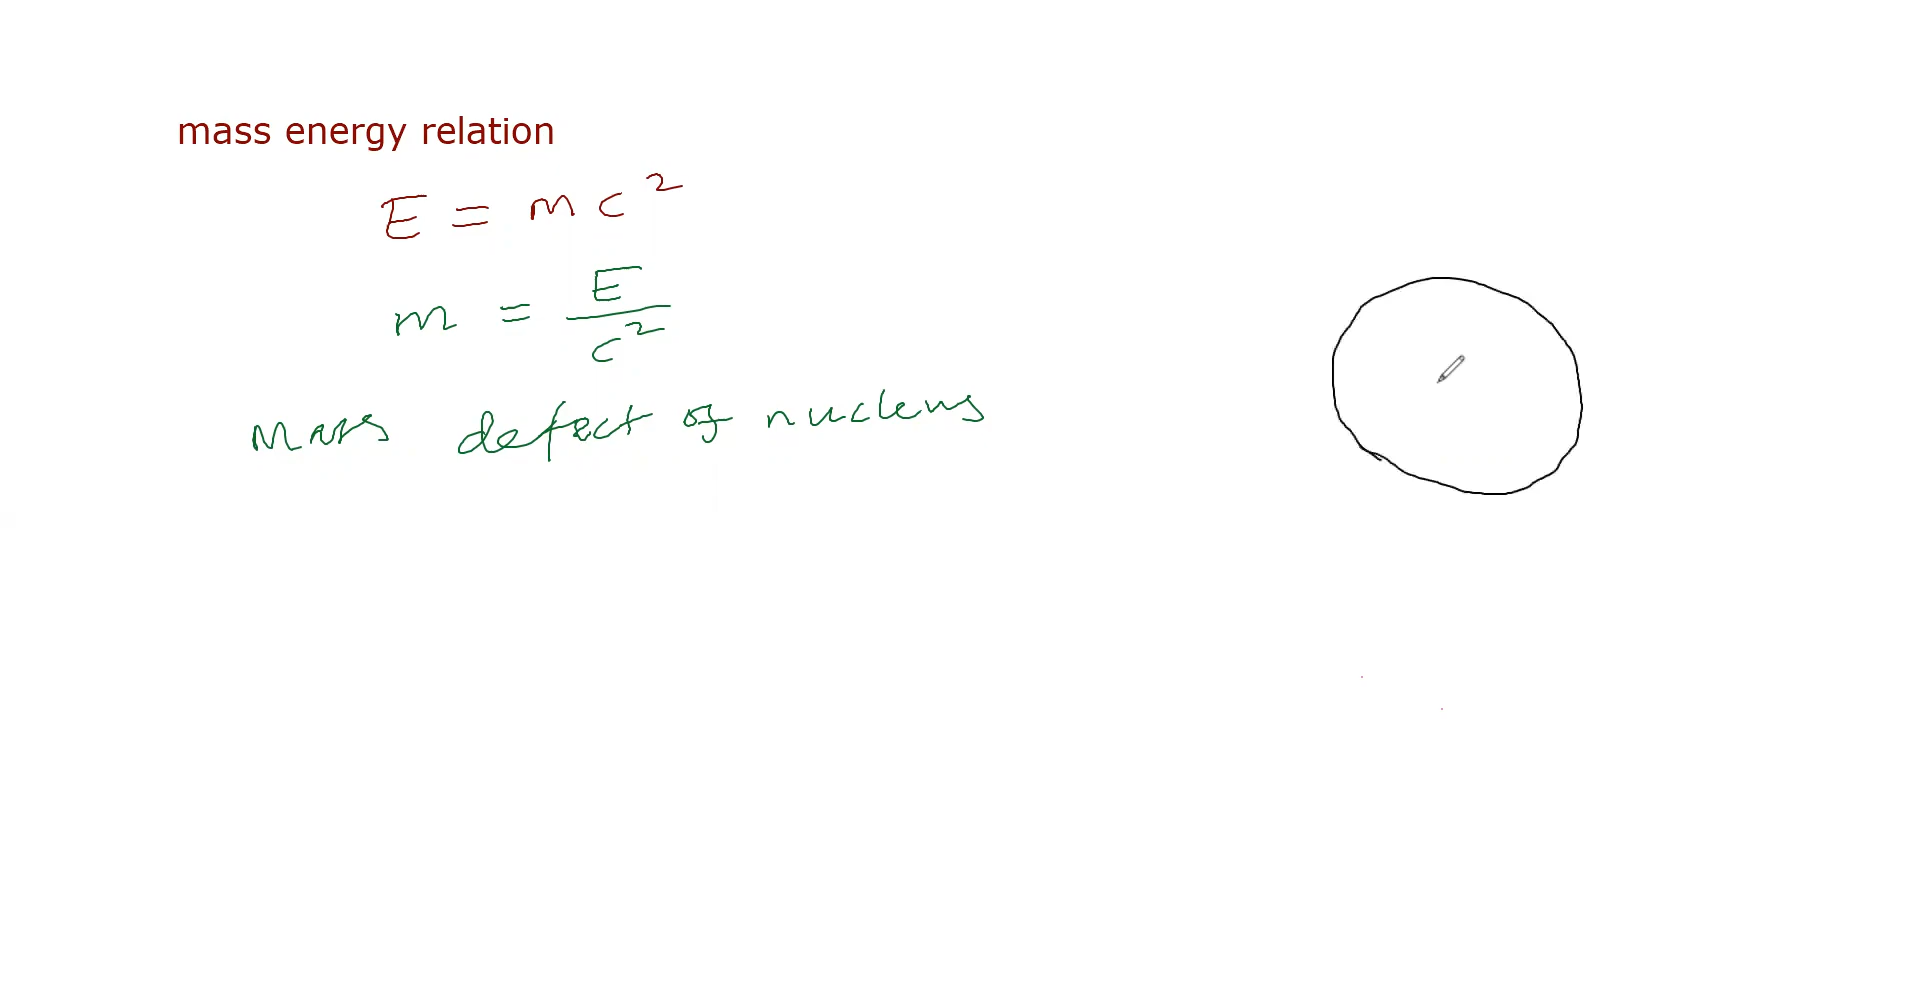 mass energy relation
E = mc²
m = E/c²
Mass defect of nucleus